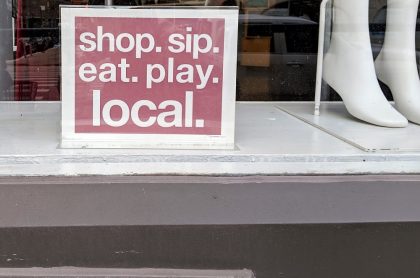 shop. sip.
eat. play.
local.